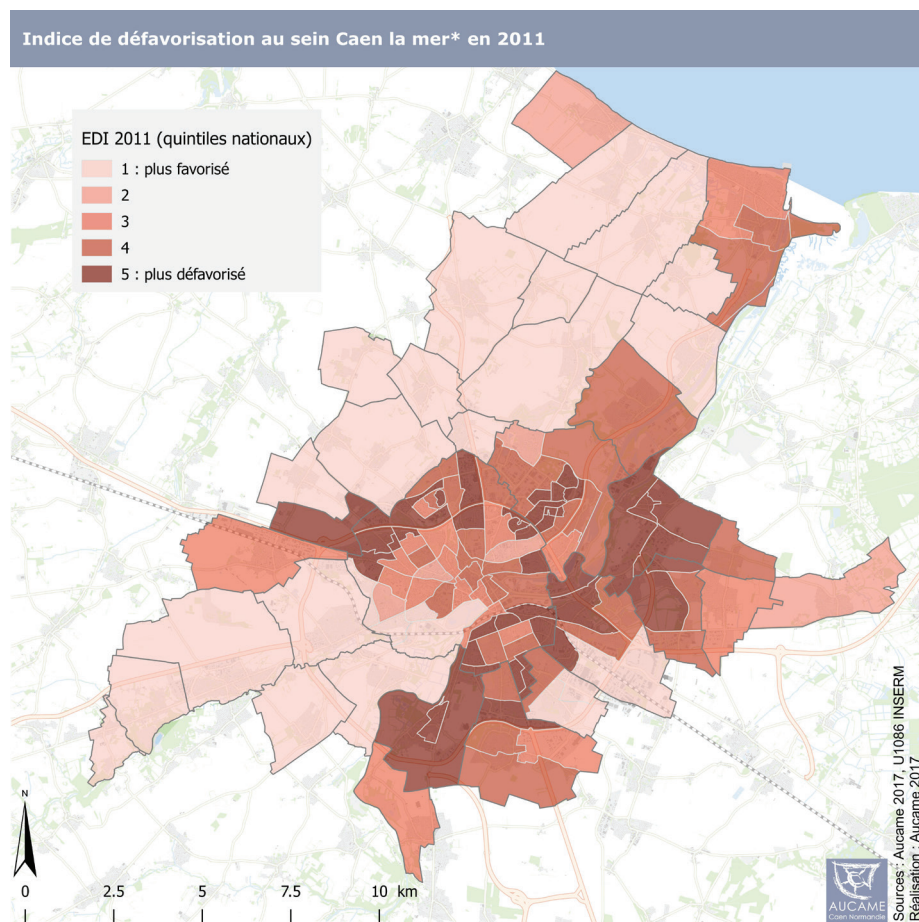 Indice de défavorisation au sein Caen la mer* en 2011
EDI 2011 (quintiles nationaux)
1 : plus favorisé
2
3
4
5 : plus défavorisé
N
0 2.5 5 7.5 10 km
Sources : Aucame 2017, U1086 INSERM
Réalisation : Aucame 2017
AUCAME
Caen Normandie